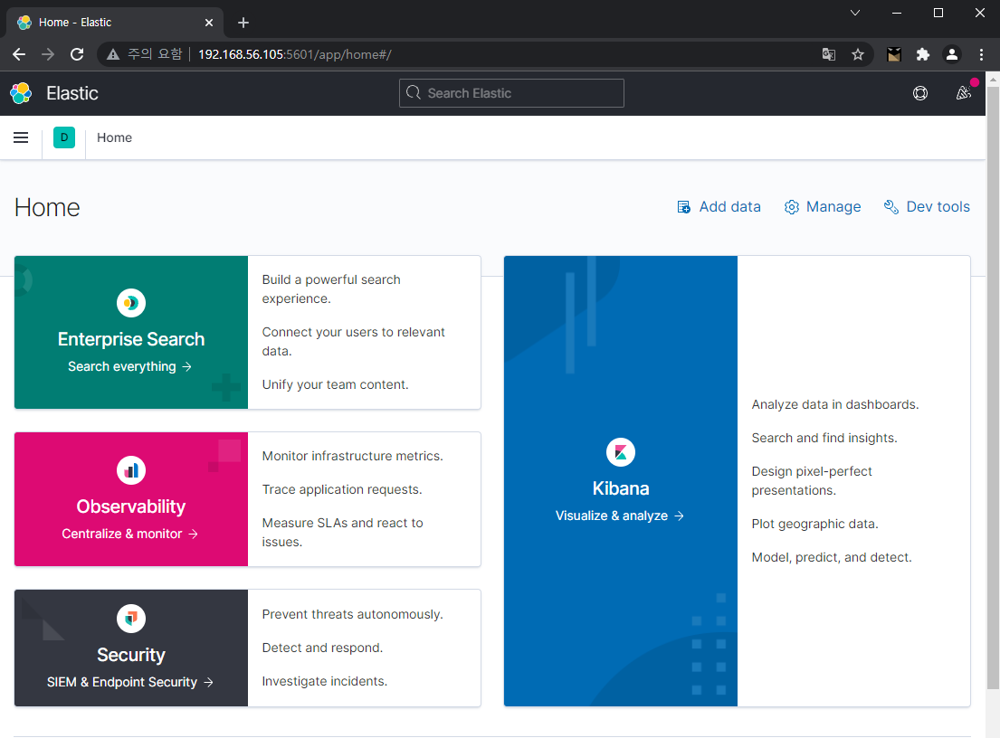 Home - Elastic
주의 요함 192.168.56.105:5601/app/home#/
Elastic
Search Elastic
D
Home
Home
Add data
Manage
Dev tools
Enterprise Search
Search everything →
Build a powerful search
experience.
Connect your users to relevant
data.
Unify your team content.
Observability
Centralize & monitor →
Monitor infrastructure metrics.
Trace application requests.
Measure SLAs and react to
issues.
Security
SIEM & Endpoint Security →
Prevent threats autonomously.
Detect and respond.
Investigate incidents.
Kibana
Visualize & analyze →
Analyze data in dashboards.
Search and find insights.
Design pixel-perfect
presentations.
Plot geographic data.
Model, predict, and detect.